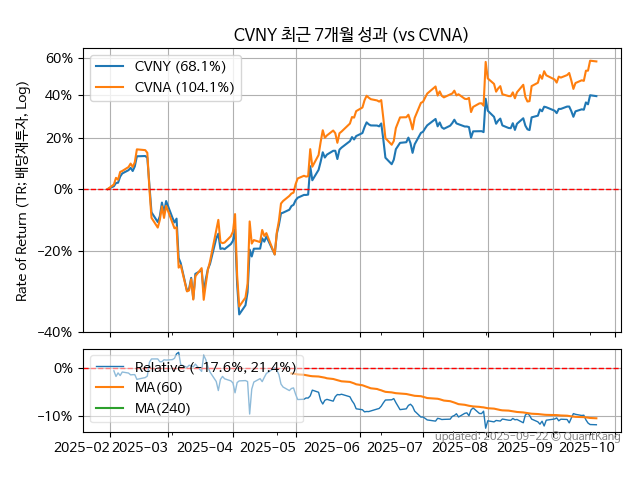 CVNY 최근 7개월 성과 (vs CVNA)
60%
40%
20%
0%
−20%
−40%
Rate of Return (TR: 배당재투자, Log)
CVNY (68.1%)
CVNA (104.1%)
0%
−10%
Relative (−17.6%, 21.4%)
MA(60)
MA(240)
2025-02
2025-03
2025-04
2025-05
2025-06
2025-07
2025-08
2025-09
2025-10
updated: 2025-09-22 © QuantKang